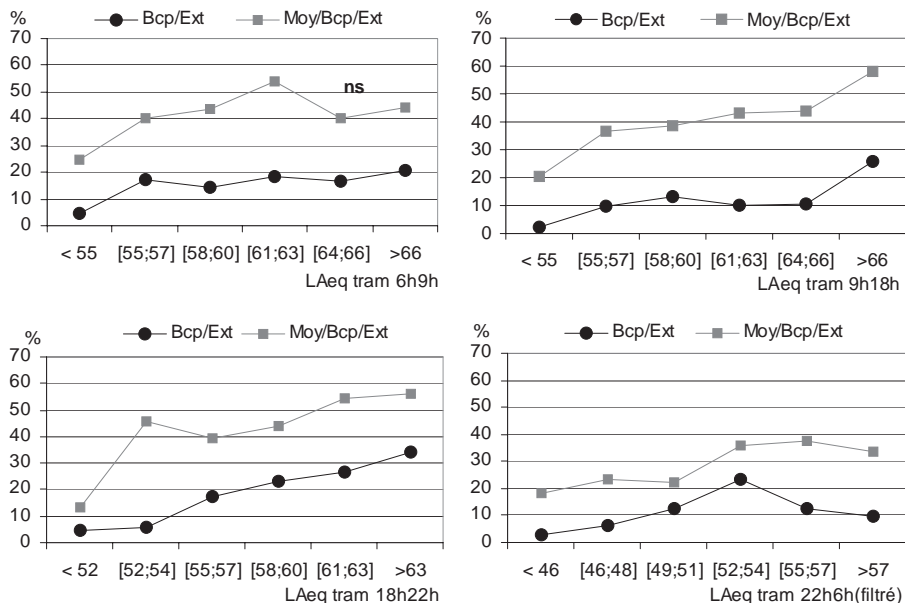 % Bcp/Ext Moy/Bcp/Ext
70
60
50
40
30
20
10
0
ns
< 55 [55;57] [58;60] [61;63] [64;66] >66
LAeq tram 6h9h
% Bcp/Ext Moy/Bcp/Ext
70
60
50
40
30
20
10
0
< 55 [55;57] [58;60] [61;63] [64;66] >66
LAeq tram 9h18h
% Bcp/Ext Moy/Bcp/Ext
70
60
50
40
30
20
10
0
< 52 [52;54] [55;57] [58;60] [61;63] >63
LAeq tram 18h22h
% Bcp/Ext Moy/Bcp/Ext
70
60
50
40
30
20
10
0
< 46 [46;48] [49;51] [52;54] [55;57] >57
LAeq tram 22h6h(filtré)